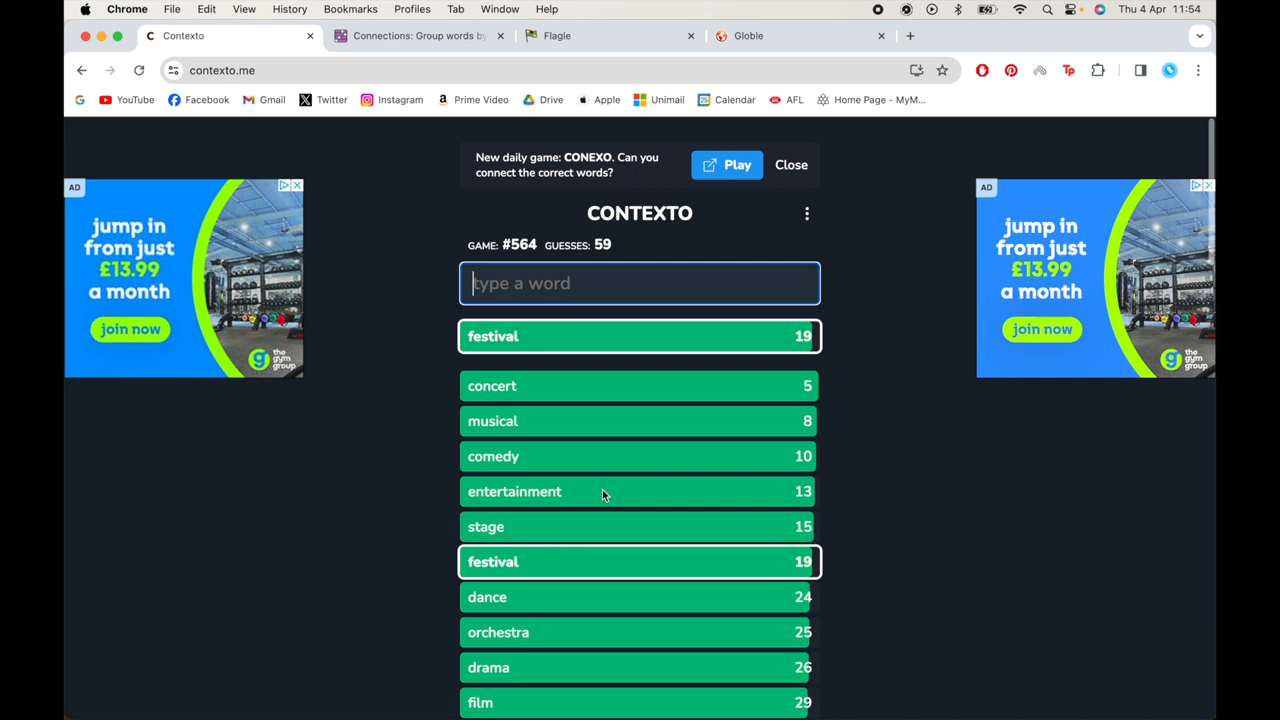 Chrome File Edit View History Bookmarks Profiles Tab Window Help Thu 4 Apr 11:54
C Contexto Connections: Group words by Flagle Globle
contexto.me
G YouTube Facebook Gmail Twitter Instagram a Prime Video Drive Apple Unimail Calendar AFL Home Page - MyM...
New daily game: CONEXO. Can you
connect the correct words?
Play Close
AD
jump in
from just
£13.99
a month
join now
the
gym
group
CONTEXTO
GAME: #564 GUESSES: 59
type a word
festival 19
concert 5
musical 8
comedy 10
entertainment 13
stage 15
festival 19
dance 24
orchestra 25
drama 26
film 29
AD
jump in
from just
£13.99
a month
join now
the
gym
group